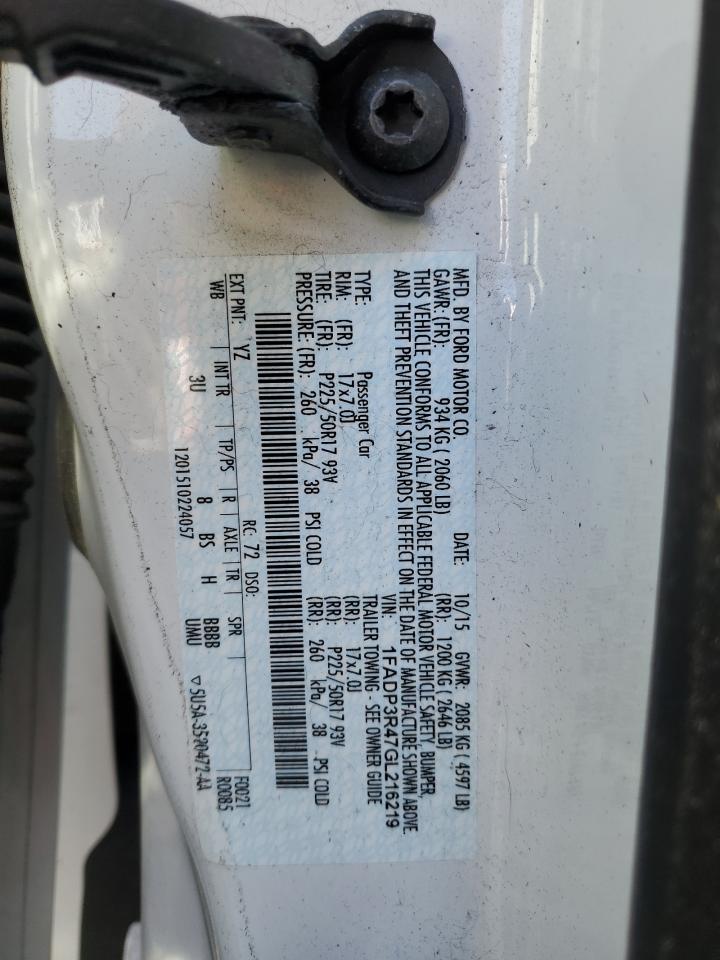 MFD. BY FORD MOTOR CO. DATE: 10/15 GVWR: 2085 KG ( 4597 LB)
GAWR: (FR): 934 KG ( 2060 LB) (RR): 1200 KG ( 2646 LB)
THIS VEHICLE CONFORMS TO ALL APPLICABLE FEDERAL MOTOR VEHICLE SAFETY, BUMPER,
AND THEFT PREVENTION STANDARDS IN EFFECT ON THE DATE OF MANUFACTURE SHOWN ABOVE.
VIN: 1FADP3R47GL216219
TYPE: Passenger Car TRAILER TOWING - SEE OWNER GUIDE
RIM: (FR): 17x7.0J (RR): 17x7.0J
TIRE: (FR): P225/50R17 93V (RR): P225/50R17 93V
PRESSURE: (FR): 260 kPa/ 38 PSI COLD (RR): 260 kPa/ 38 PSI COLD
RC: 72 DSO: F0021
EXT PNT: YZ R0085
WB INT TR TP/PS R AXLE TR SPR
3U 8 BS H BBBB
1201510224057 UMU ▽5U5A-3520472-AA